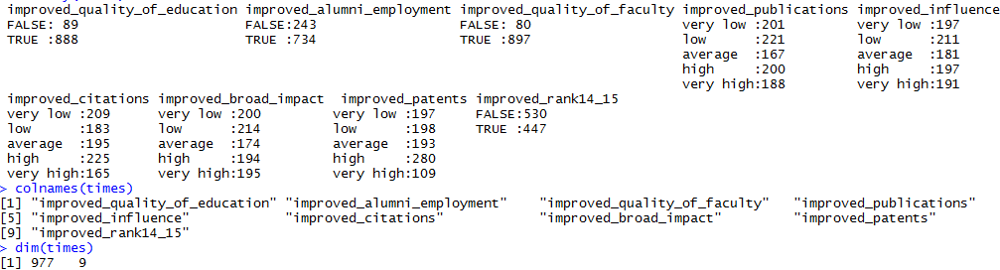 improved_quality_of_education improved_alumni_employment improved_quality_of_faculty improved_publications improved_influence
FALSE: 89 FALSE:243 FALSE: 80 very low :201 very low :197
TRUE :888 TRUE :734 TRUE :897 low :221 low :211
average :167 average :181
high :200 high :197
very high:188 very high:191
improved_citations improved_broad_impact improved_patents improved_rank14_15
very low :209 very low :200 very low :197 FALSE:530
low :183 low :214 low :198 TRUE :447
average :195 average :174 average :193
high :225 high :194 high :280
very high:165 very high:195 very high:109
> colnames(times)
[1] "improved_quality_of_education" "improved_alumni_employment" "improved_quality_of_faculty" "improved_publications"
[5] "improved_influence" "improved_citations" "improved_broad_impact" "improved_patents"
[9] "improved_rank14_15"
> dim(times)
[1] 977 9